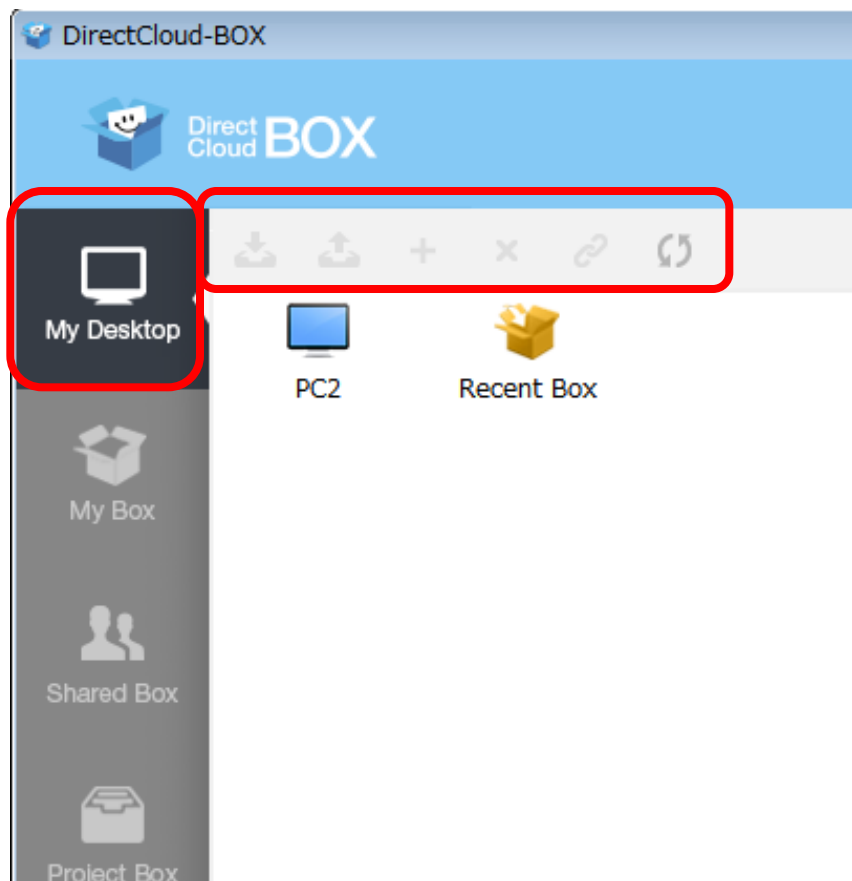 DirectCloud-BOX
Direct
Cloud BOX
My Desktop
PC2
Recent Box
My Box
Shared Box
Project Box